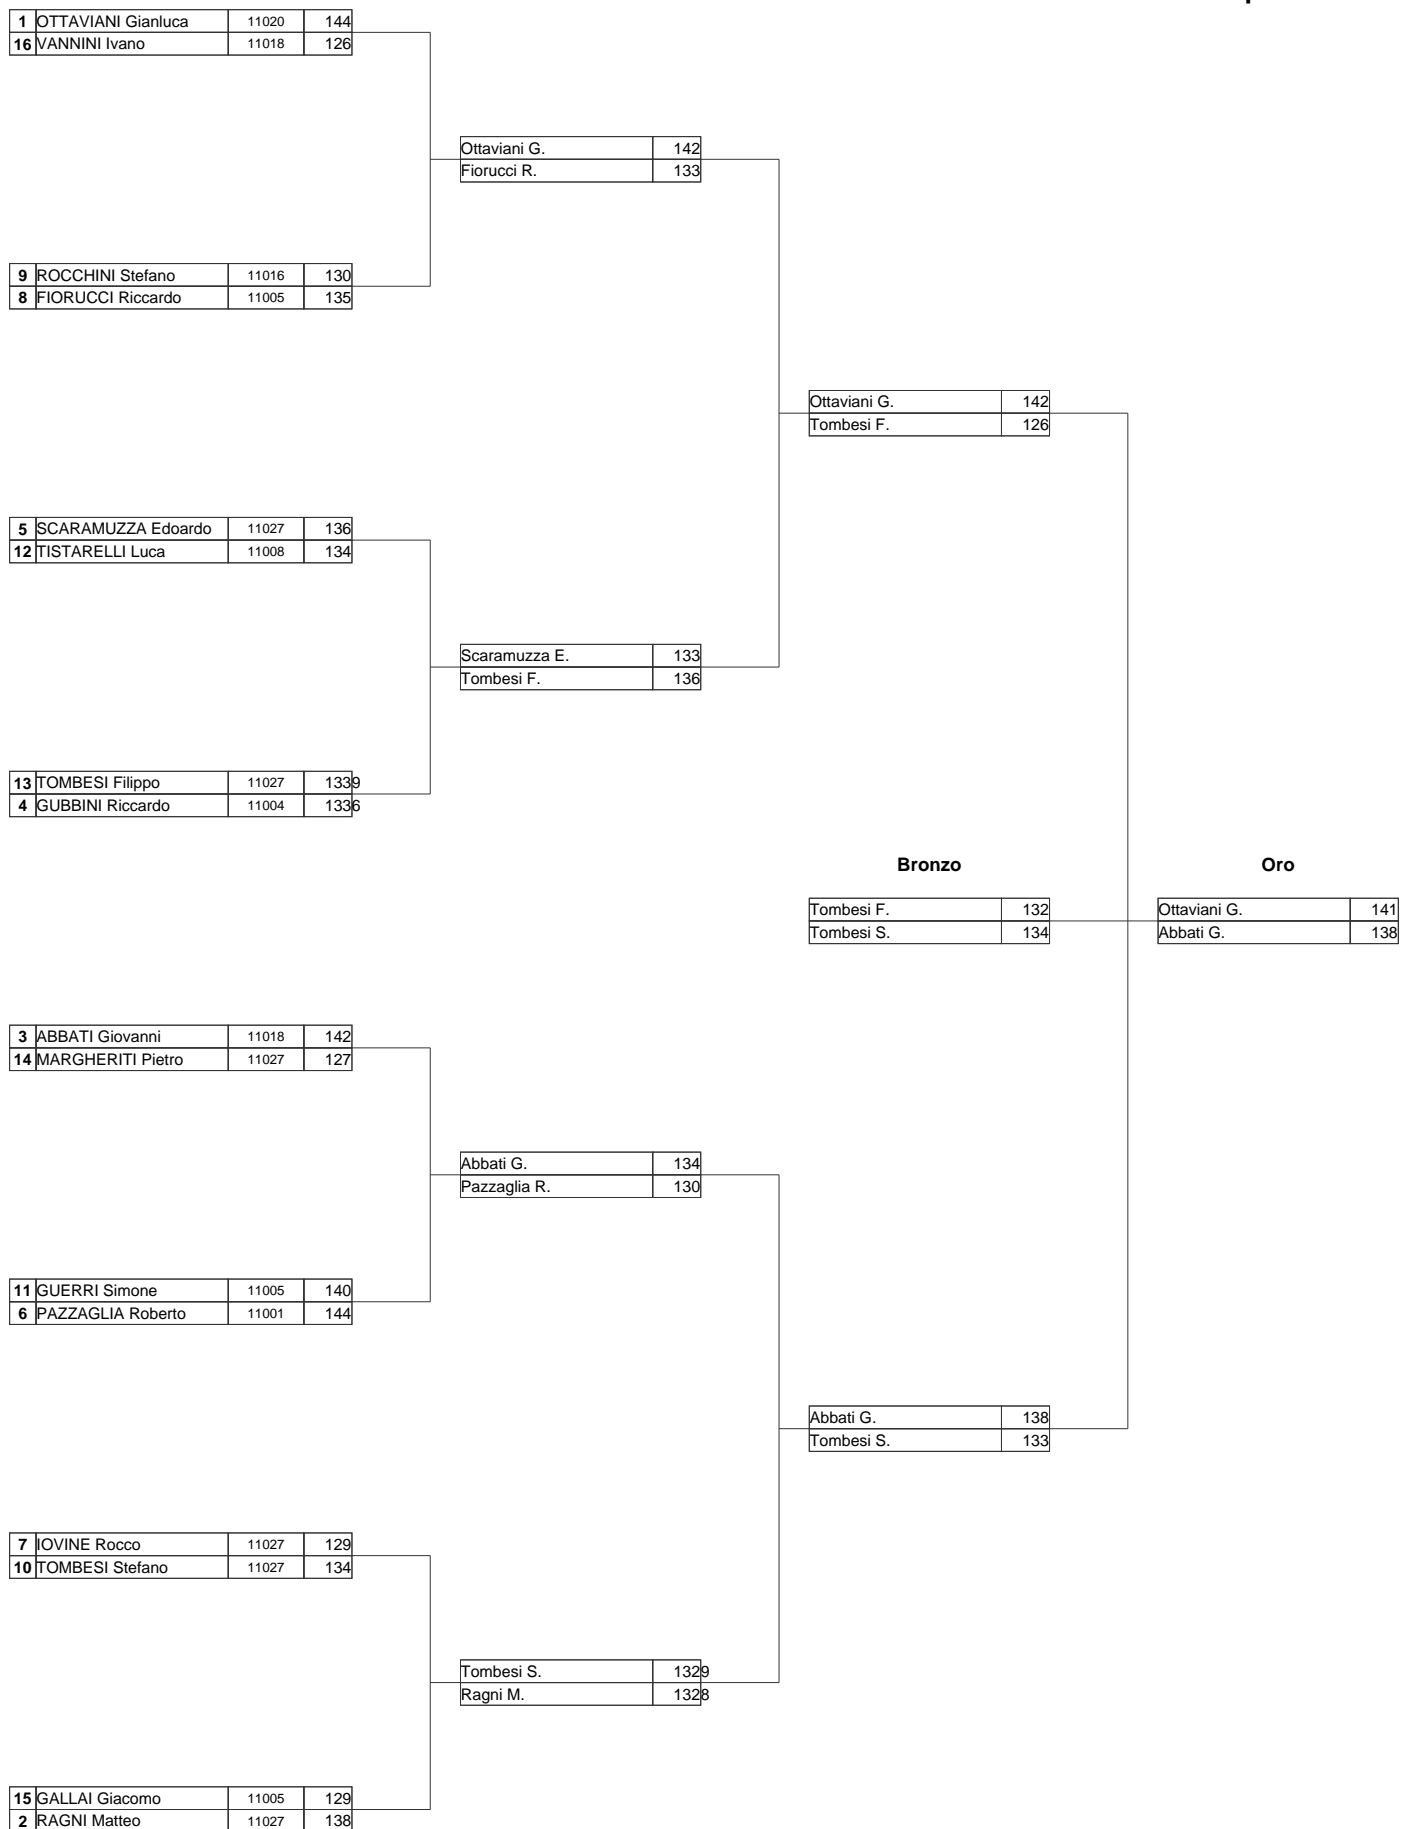 1 OTTAVIANI Gianluca 11020 144
16 VANNINI Ivano 11018 126
Ottaviani G. 142
Fiorucci R. 133
9 ROCCHINI Stefano 11016 130
8 FIORUCCI Riccardo 11005 135
Ottaviani G. 142
Tombesi F. 126
5 SCARAMUZZA Edoardo 11027 136
12 TISTARELLI Luca 11008 134
Scaramuzza E. 133
Tombesi F. 136
13 TOMBESI Filippo 11027 1339
4 GUBBINI Riccardo 11004 1336
Bronzo Oro
Tombesi F. 132 Ottaviani G. 141
Tombesi S. 134 Abbati G. 138
3 ABBATI Giovanni 11018 142
14 MARGHERITI Pietro 11027 127
Abbati G. 134
Pazzaglia R. 130
11 GUERRI Simone 11005 140
6 PAZZAGLIA Roberto 11001 144
Abbati G. 138
Tombesi S. 133
7 IOVINE Rocco 11027 129
10 TOMBESI Stefano 11027 134
Tombesi S. 1329
Ragni M. 1328
15 GALLAI Giacomo 11005 129
2 RAGNI Matteo 11027 138